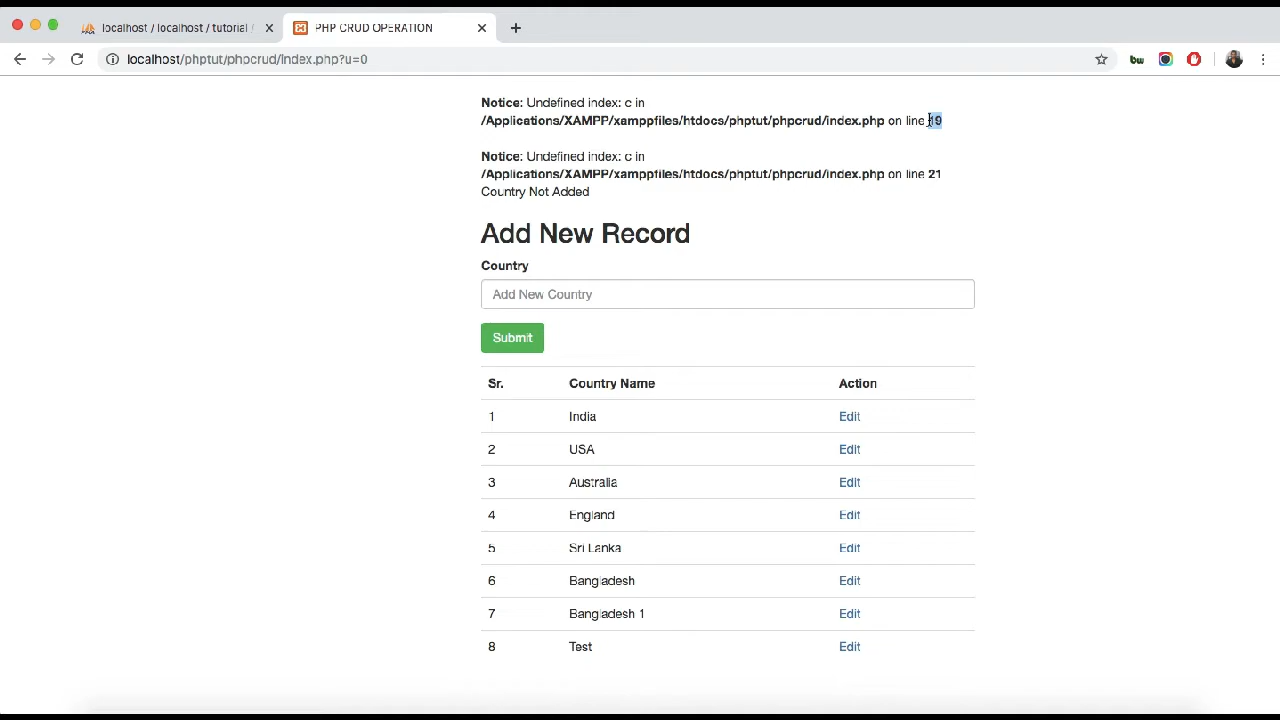 localhost / localhost / tutorial /
PHP CRUD OPERATION
localhost/phptut/phpcrud/index.php?u=0
bw
Notice: Undefined index: c in
/Applications/XAMPP/xamppfiles/htdocs/phptut/phpcrud/index.php on line 19
Notice: Undefined index: c in
/Applications/XAMPP/xamppfiles/htdocs/phptut/phpcrud/index.php on line 21
Country Not Added
Add New Record
Country
Add New Country
Submit
Sr. Country Name Action
1 India Edit
2 USA Edit
3 Australia Edit
4 England Edit
5 Sri Lanka Edit
6 Bangladesh Edit
7 Bangladesh 1 Edit
8 Test Edit